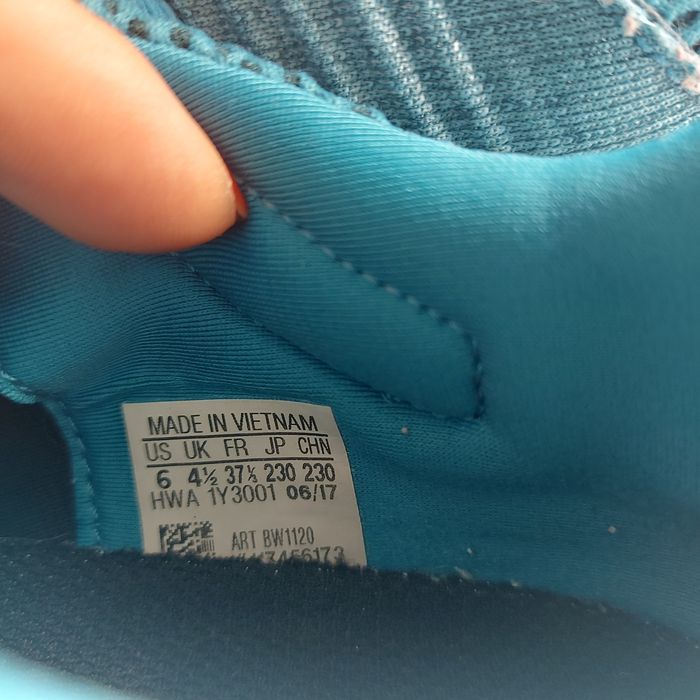 MADE IN VIETNAM
US UK FR JP CHN
6 4½ 37⅓ 230 230
HWA 1Y3001 06/17
ART BW1120